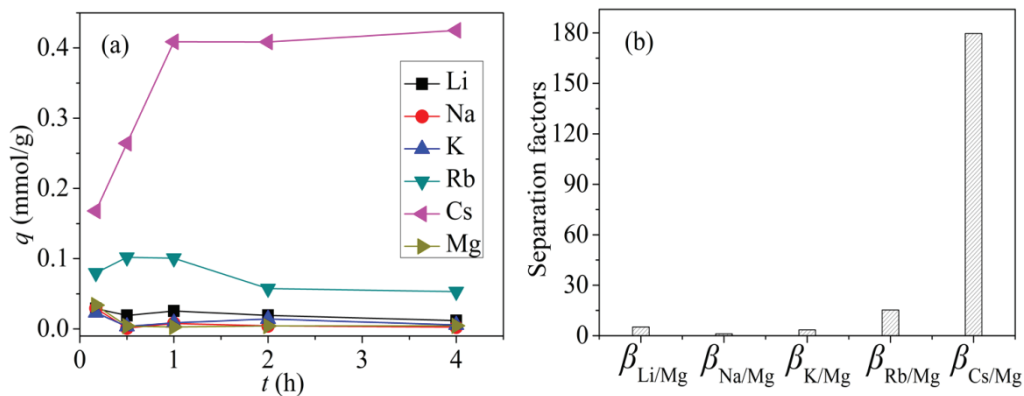 (a)
q (mmol/g)
0.4
0.3
0.2
0.1
0.0
Li
Na
K
Rb
Cs
Mg
0 1 2 3 4
t (h)
(b)
Separation factors
180
150
120
90
60
30
0
βLi/Mg βNa/Mg βK/Mg βRb/Mg βCs/Mg